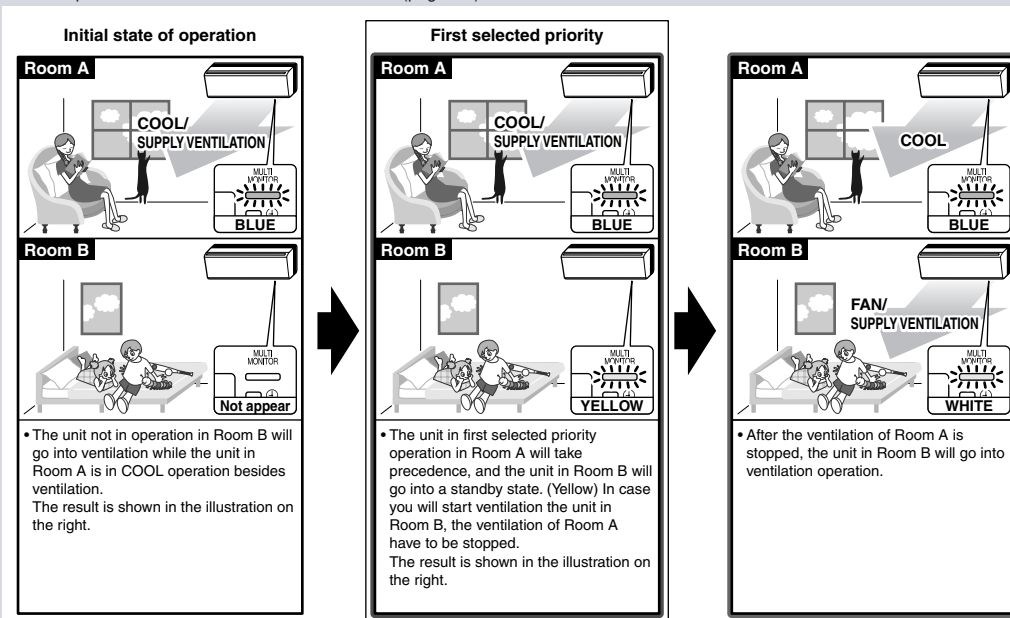 Initial state of operation
Room A
COOL/
SUPPLY VENTILATION
MULTI
MONITOR
BLUE
Room B
MULTI
MONITOR
Not appear
• The unit not in operation in Room B will
go into ventilation while the unit in
Room A is in COOL operation besides
ventilation.
The result is shown in the illustration on
the right.
First selected priority
Room A
COOL/
SUPPLY VENTILATION
MULTI
MONITOR
BLUE
Room B
MULTI
MONITOR
YELLOW
• The unit in first selected priority
operation in Room A will take
precedence, and the unit in Room B will
go into a standby state. (Yellow) In case
you will start ventilation the unit in
Room B, the ventilation of Room A
have to be stopped.
The result is shown in the illustration on
the right.
Room A
COOL
MULTI
MONITOR
BLUE
Room B
FAN/
SUPPLY VENTILATION
MULTI
MONITOR
WHITE
• After the ventilation of Room A is
stopped, the unit in Room B will go into
ventilation operation.